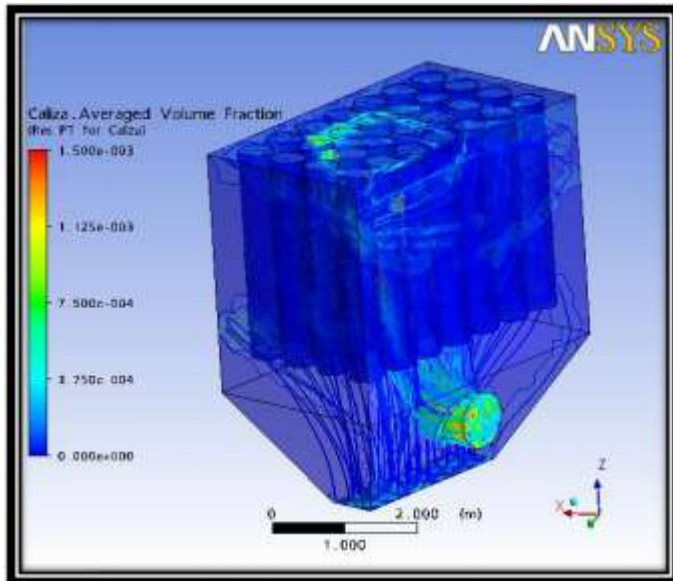 ANSYS
Caliza.Averaged Volume Fraction
(Res PT for Caliza)
1.500e-003
1.125e-003
7.500e-004
3.750e-004
0.000e+000
0 2.000 (m)
1.000
Z
X